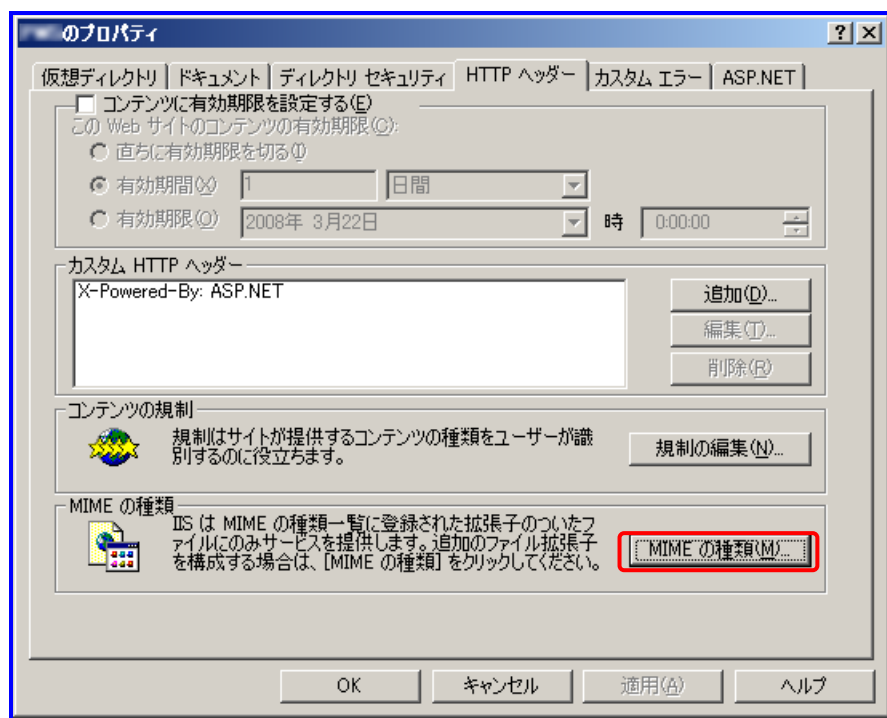 のプロパティ
仮想ディレクトリ ドキュメント ディレクトリ セキュリティ HTTP ヘッダー カスタム エラー ASP.NET
コンテンツに有効期限を設定する(E)
この Web サイトのコンテンツの有効期限(C):
直ちに有効期限を切る(I)
有効期間(X) 1 日間
有効期限(O) 2008年 3月22日 時 0:00:00
カスタム HTTP ヘッダー
X-Powered-By: ASP.NET
追加(D)...
編集(T)...
削除(R)
コンテンツの規制
規制はサイトが提供するコンテンツの種類をユーザーが識
別するのに役立ちます。
規制の編集(N)...
MIME の種類
IIS は MIME の種類一覧に登録された拡張子のついたフ
ァイルにのみサービスを提供します。追加のファイル拡張子
を構成する場合は、[MIME の種類] をクリックしてください。
MIME の種類(M)...
OK キャンセル 適用(A) ヘルプ